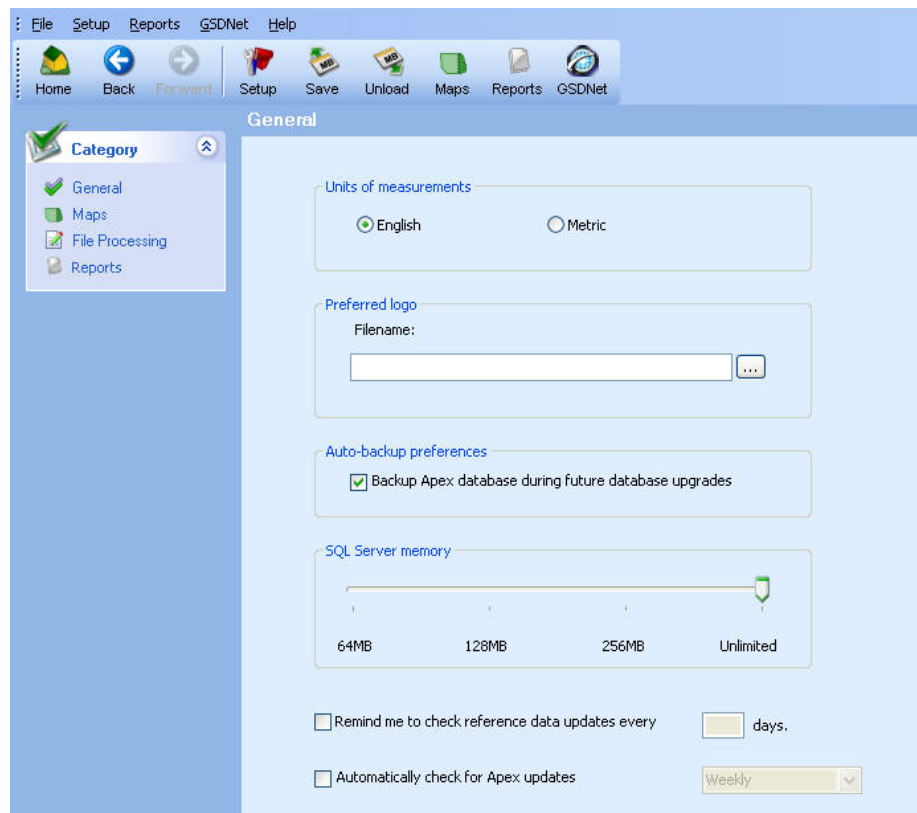 File Setup Reports GSDNet Help
MB MB
Home Back Forward Setup Save Unload Maps Reports GSDNet
General
Category
General
Maps
File Processing
Reports
Units of measurements
English Metric
Preferred logo
Filename:
...
Auto-backup preferences
Backup Apex database during future database upgrades
SQL Server memory
64MB 128MB 256MB Unlimited
Remind me to check reference data updates every days.
Automatically check for Apex updates Weekly